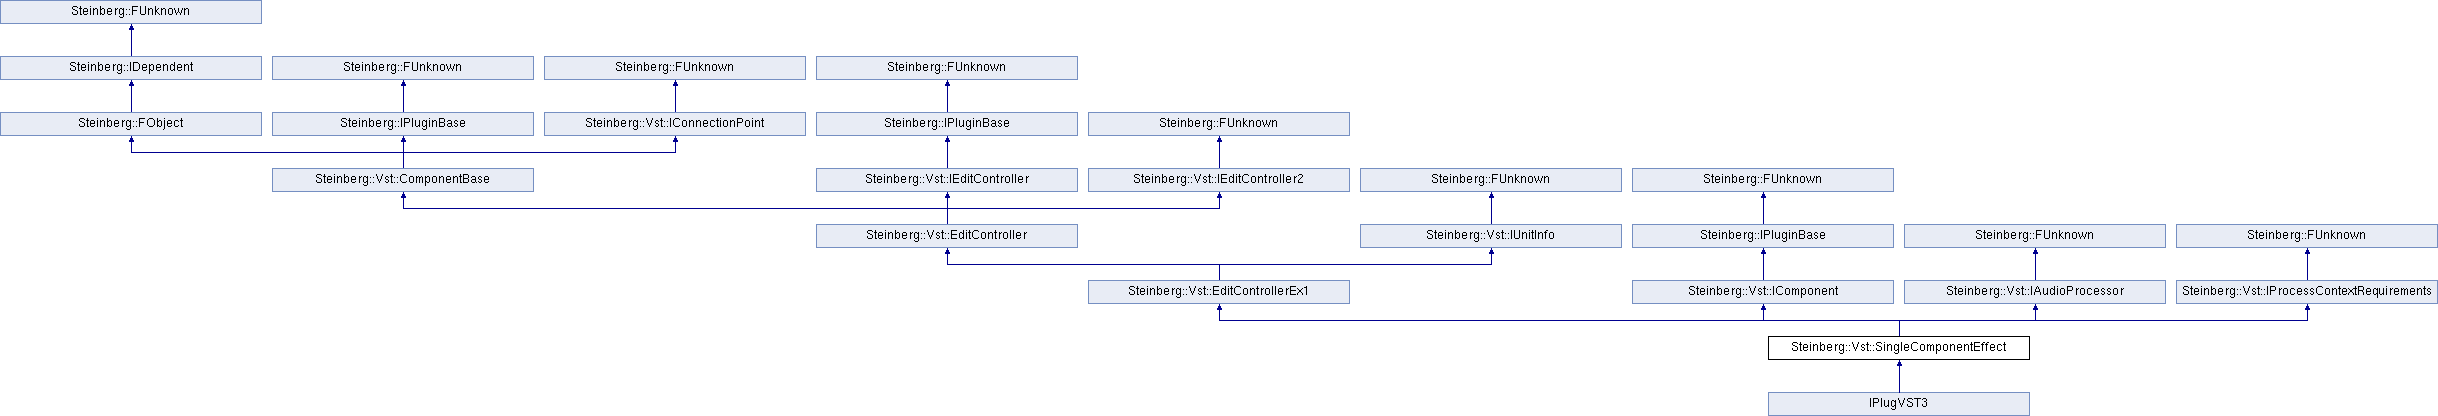 Steinberg::FUnknown
Steinberg::IDependent
Steinberg::FUnknown
Steinberg::FUnknown
Steinberg::FUnknown
Steinberg::FObject
Steinberg::IPluginBase
Steinberg::Vst::IConnectionPoint
Steinberg::IPluginBase
Steinberg::FUnknown
Steinberg::Vst::ComponentBase
Steinberg::Vst::IEditController
Steinberg::Vst::IEditController2
Steinberg::FUnknown
Steinberg::FUnknown
Steinberg::Vst::EditController
Steinberg::Vst::IUnitInfo
Steinberg::IPluginBase
Steinberg::FUnknown
Steinberg::FUnknown
Steinberg::Vst::EditControllerEx1
Steinberg::Vst::IComponent
Steinberg::Vst::IAudioProcessor
Steinberg::Vst::IProcessContextRequirements
Steinberg::Vst::SingleComponentEffect
IPlugVST3